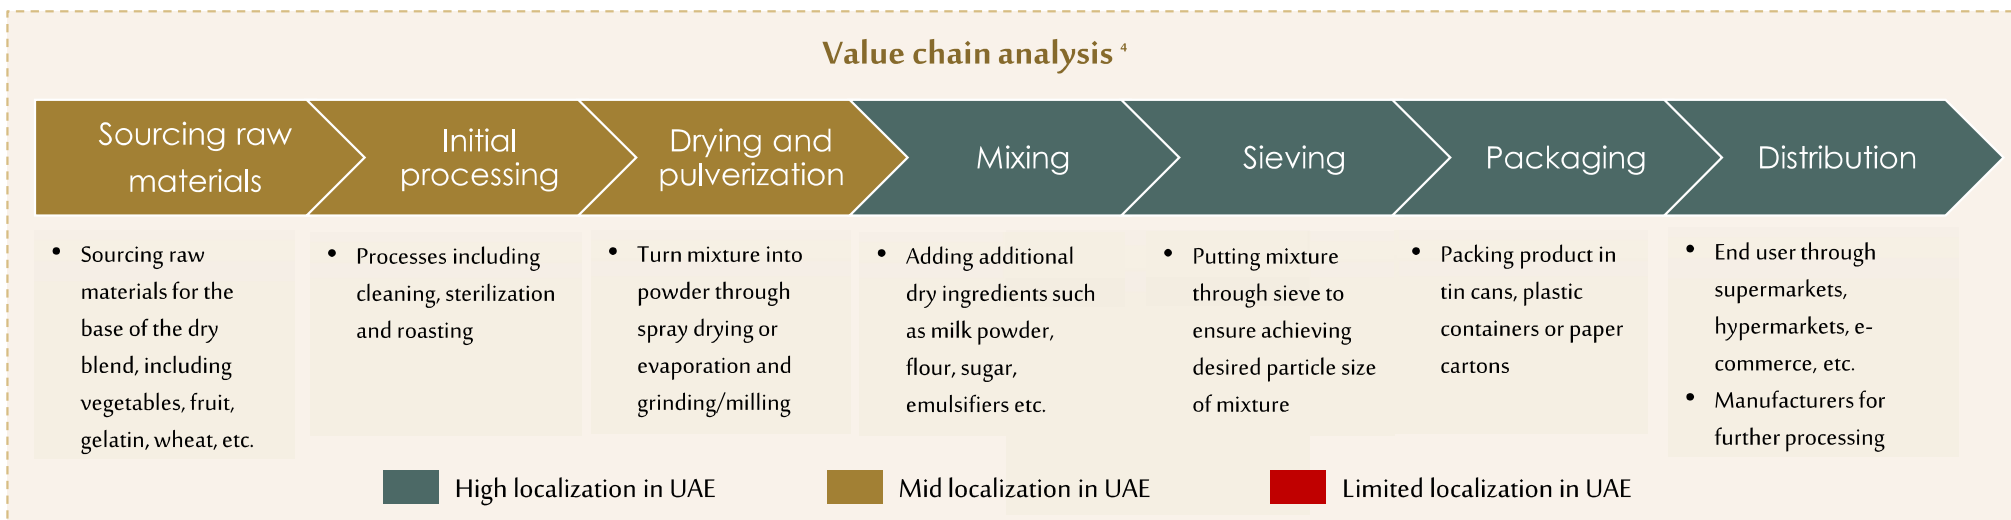 Value chain analysis 4
Sourcing raw
materials
Initial
processing
Drying and
pulverization
Mixing
Sieving
Packaging
Distribution
• Sourcing raw
materials for the
base of the dry
blend, including
vegetables, fruit,
gelatin, wheat, etc.
• Processes including
cleaning, sterilization
and roasting
• Turn mixture into
powder through
spray drying or
evaporation and
grinding/milling
• Adding additional
dry ingredients such
as milk powder,
flour, sugar,
emulsifiers etc.
• Putting mixture
through sieve to
ensure achieving
desired particle size
of mixture
• Packing product in
tin cans, plastic
containers or paper
cartons
• End user through
supermarkets,
hypermarkets, e-
commerce, etc.
• Manufacturers for
further processing
High localization in UAE
Mid localization in UAE
Limited localization in UAE